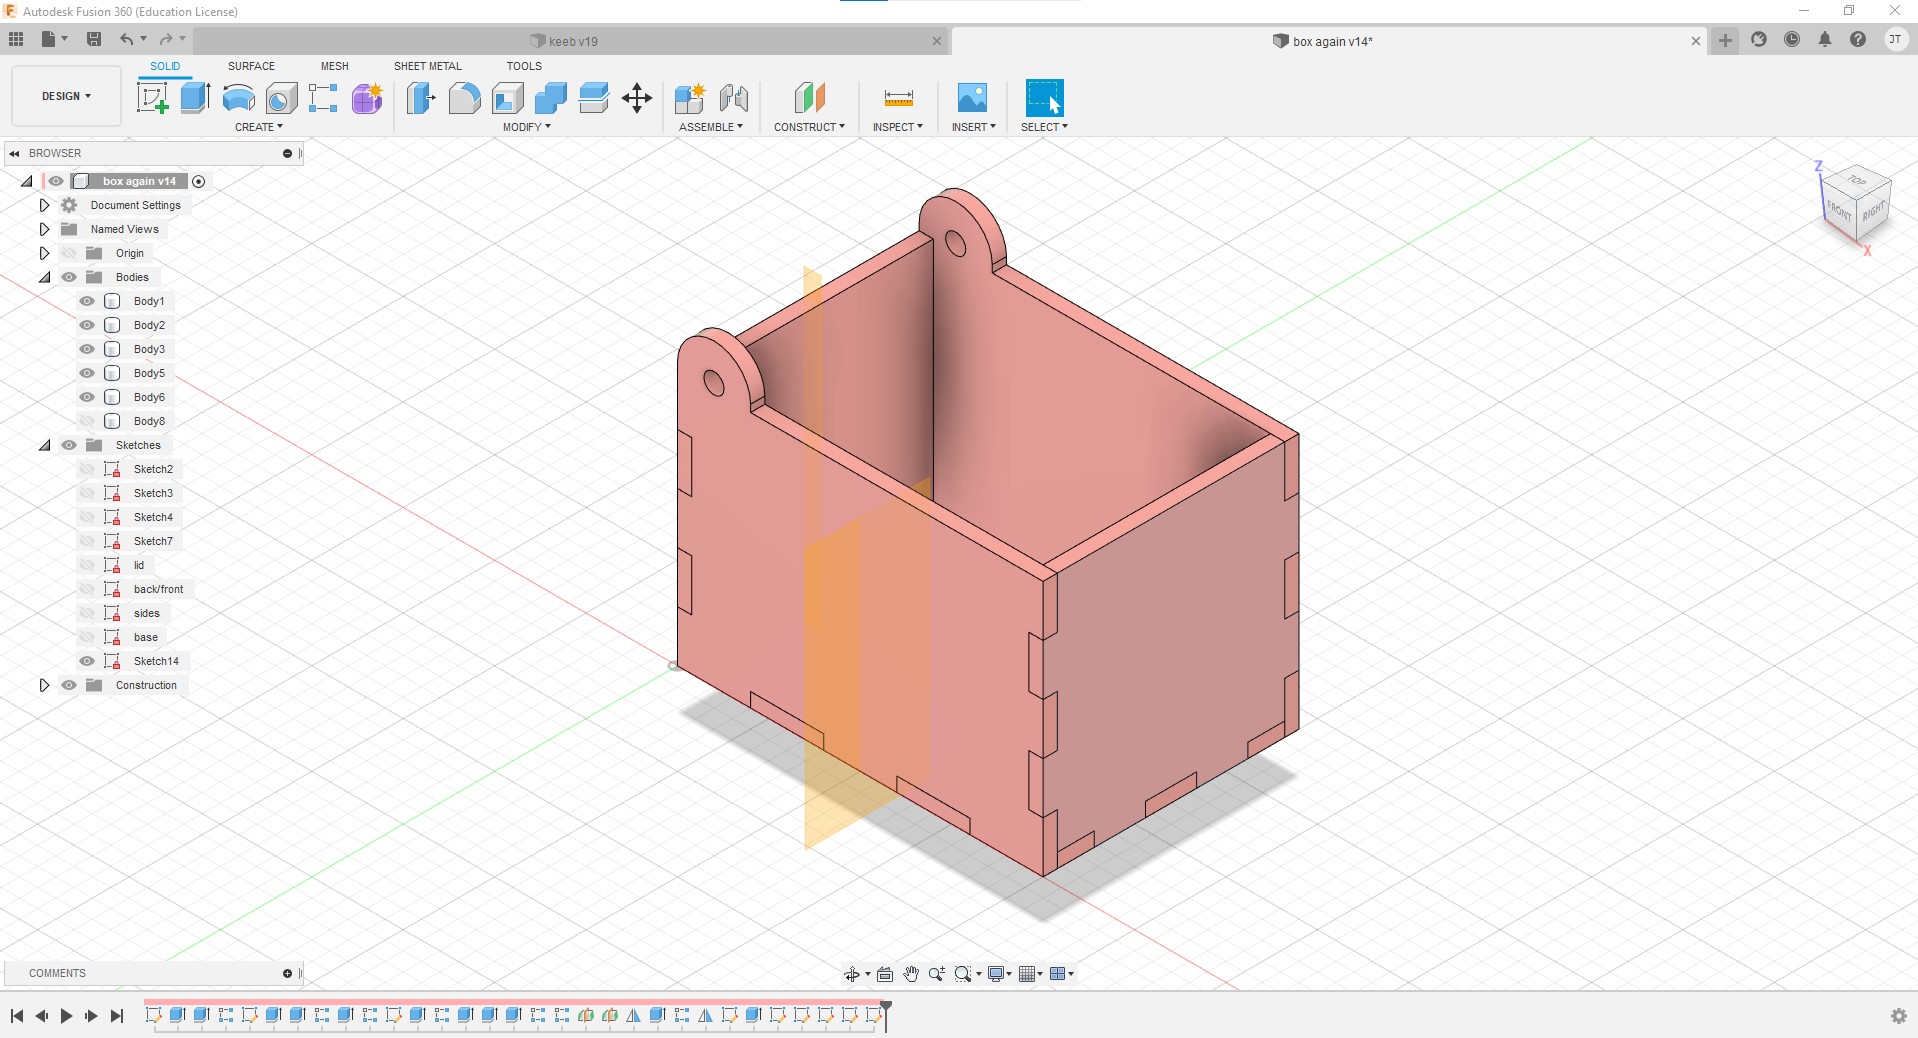 Autodesk Fusion 360 (Education License)
keeb v19
box again v14*
JT
DESIGN
SOLID
SURFACE
MESH
SHEET METAL
TOOLS
CREATE
MODIFY
ASSEMBLE
CONSTRUCT
INSPECT
INSERT
SELECT
BROWSER
box again v14
Document Settings
Named Views
Origin
Bodies
Body1
Body2
Body3
Body5
Body6
Body8
Sketches
Sketch2
Sketch3
Sketch4
Sketch7
lid
back/front
sides
base
Sketch14
Construction
Z
TOP
FRONT
RIGHT
X
COMMENTS